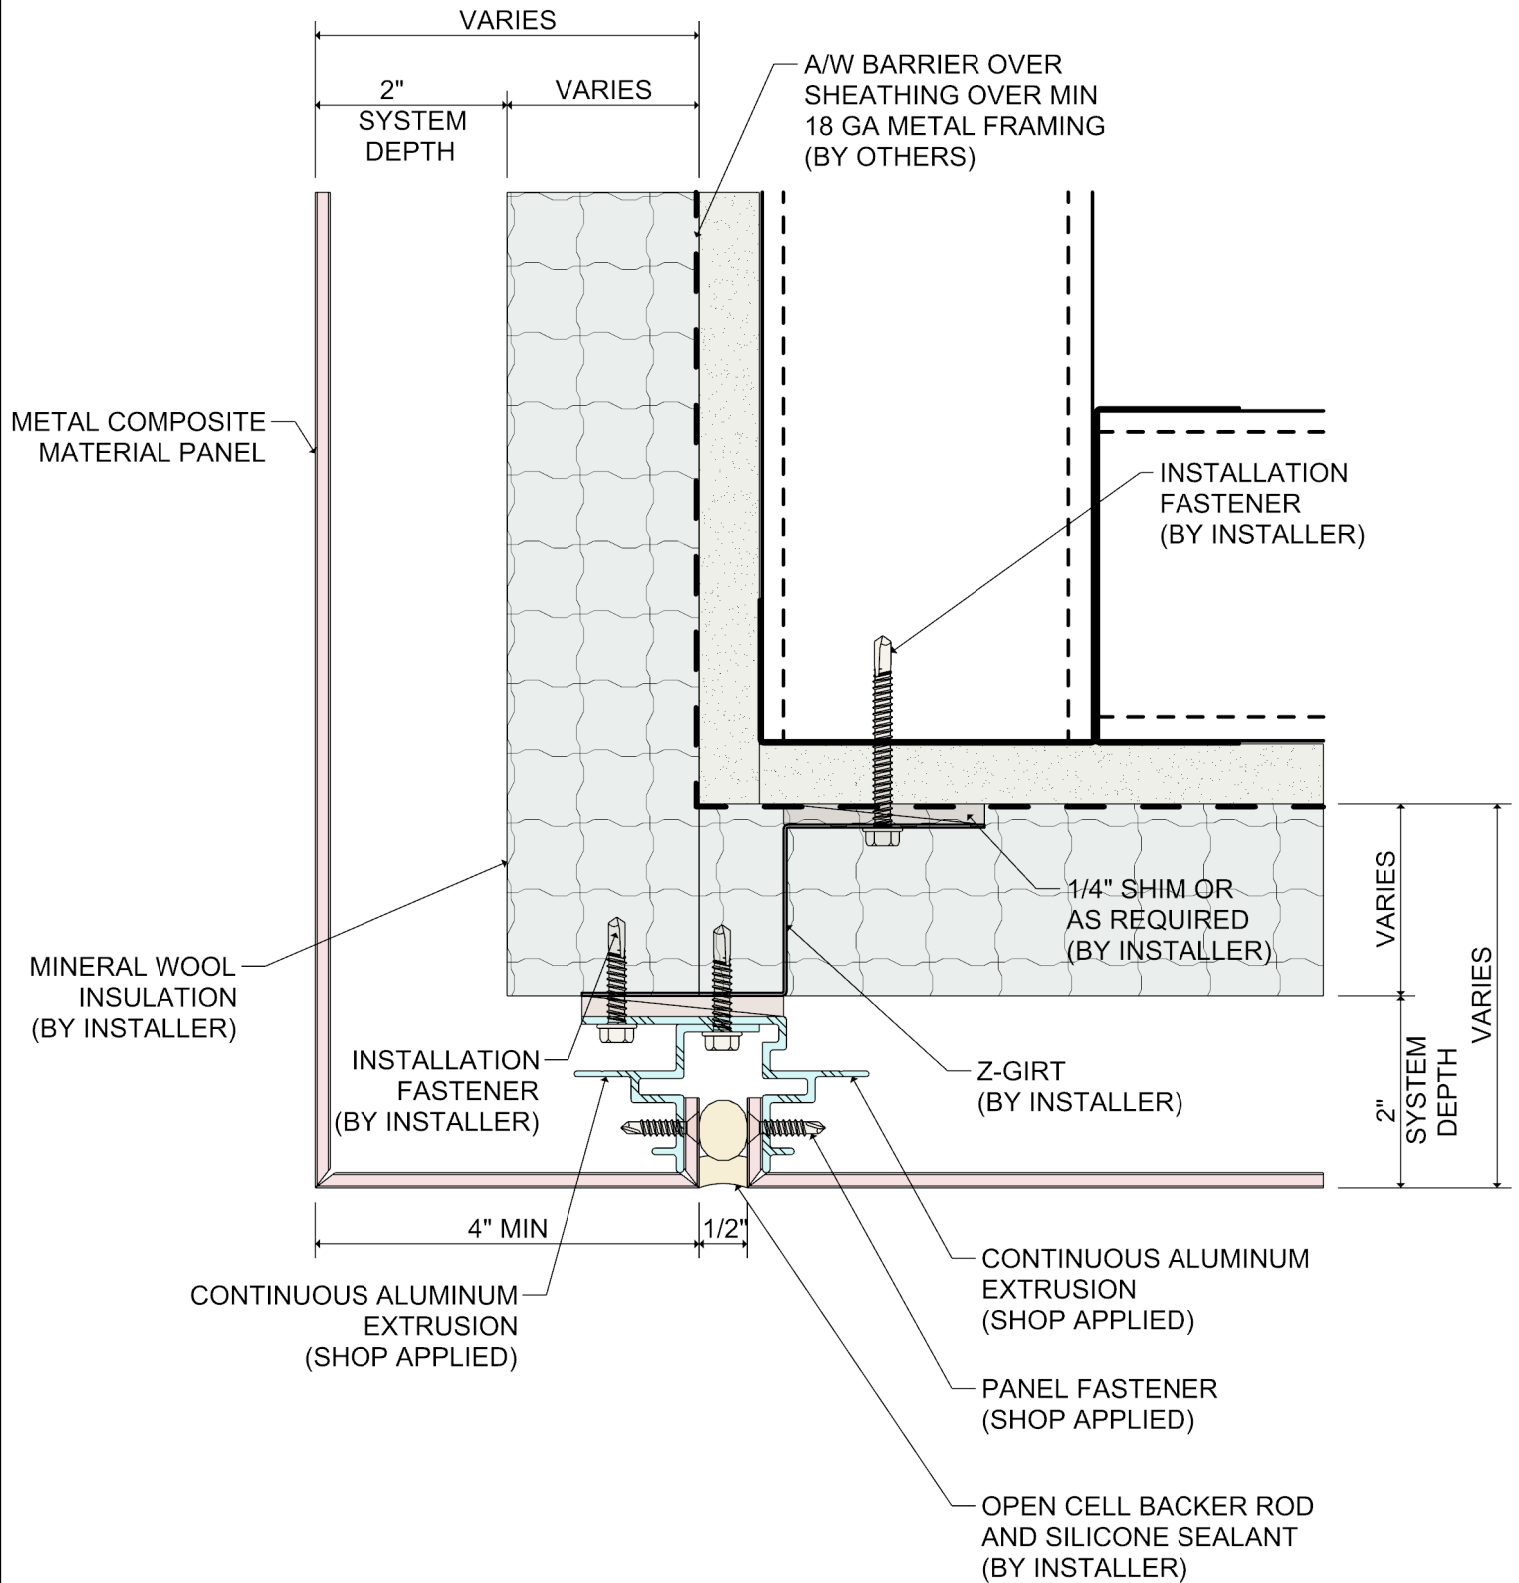 VARIES
2"
SYSTEM
DEPTH
VARIES
A/W BARRIER OVER
SHEATHING OVER MIN
18 GA METAL FRAMING
(BY OTHERS)
METAL COMPOSITE
MATERIAL PANEL
INSTALLATION
FASTENER
(BY INSTALLER)
1/4" SHIM OR
AS REQUIRED
(BY INSTALLER)
VARIES
VARIES
MINERAL WOOL
INSULATION
(BY INSTALLER)
INSTALLATION
FASTENER
(BY INSTALLER)
Z-GIRT
(BY INSTALLER)
2"
SYSTEM
DEPTH
4" MIN
1/2"
CONTINUOUS ALUMINUM
EXTRUSION
(SHOP APPLIED)
CONTINUOUS ALUMINUM
EXTRUSION
(SHOP APPLIED)
PANEL FASTENER
(SHOP APPLIED)
OPEN CELL BACKER ROD
AND SILICONE SEALANT
(BY INSTALLER)